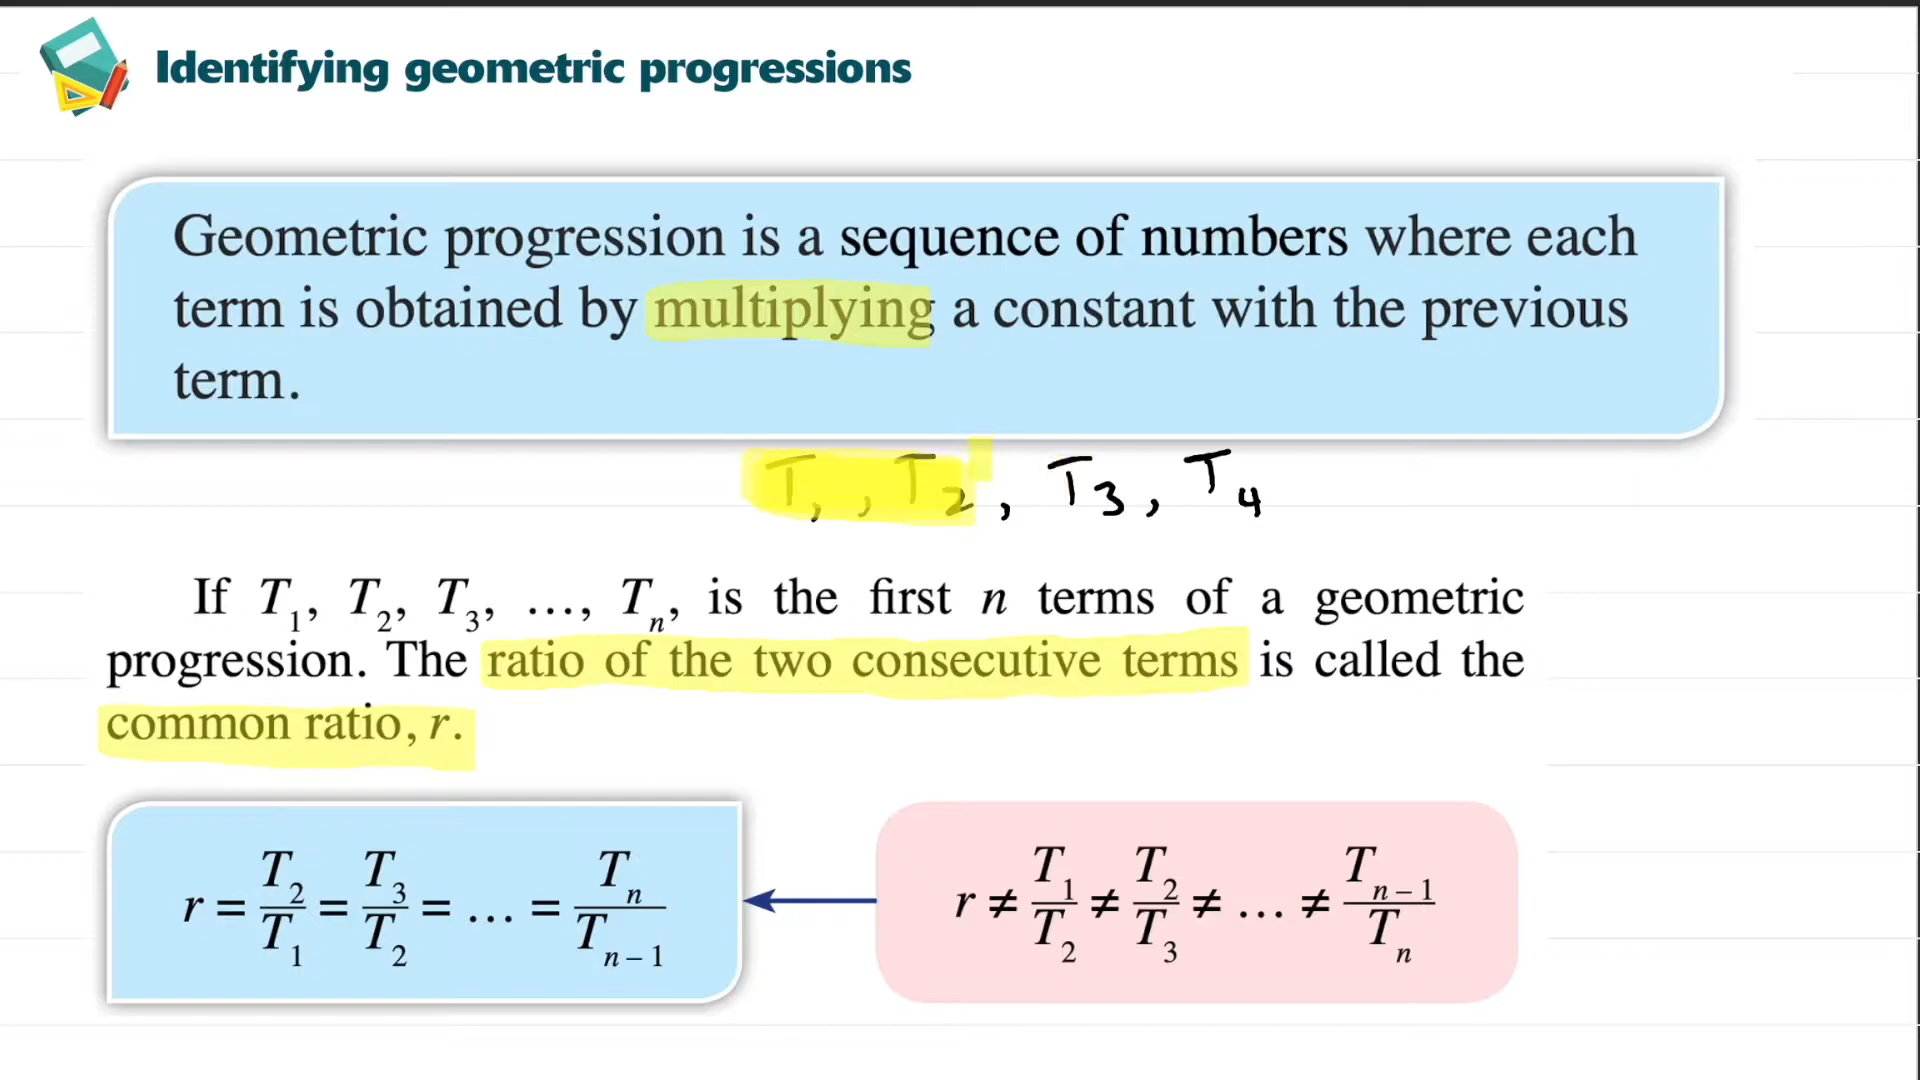 Identifying geometric progressions
Geometric progression is a sequence of numbers where each
term is obtained by multiplying a constant with the previous
term.
T₁, T₂, T₃, T₄
If T₁, T₂, T₃, …, Tₙ, is the first n terms of a geometric
progression. The ratio of the two consecutive terms is called the
common ratio, r.
r = T₂/T₁ = T₃/T₂ = … = Tₙ/Tₙ₋₁
r ≠ T₁/T₂ ≠ T₂/T₃ ≠ … ≠ Tₙ₋₁/Tₙ